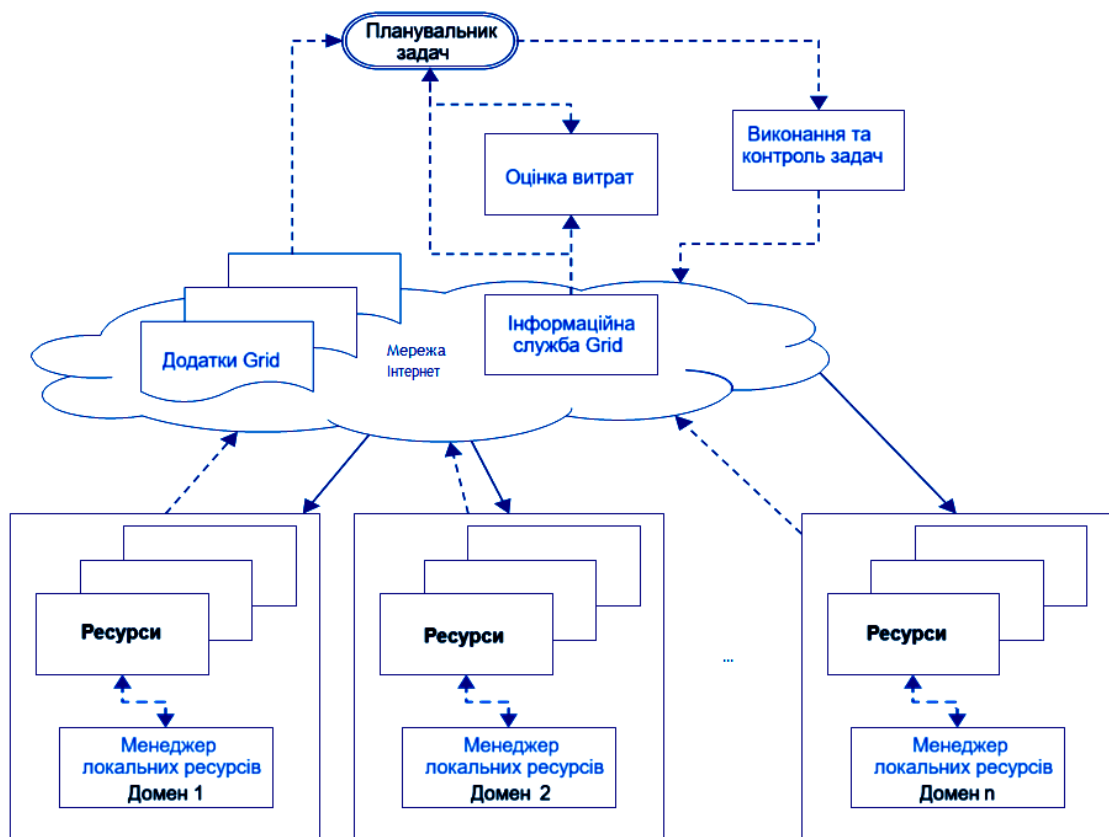 Планувальник
задач
Виконання та
контроль задач
Оцінка витрат
Інформаційна
служба Grid
Додатки Grid
Мережа
Інтернет
Ресурси
Ресурси
...
Ресурси
Менеджер
локальних ресурсів
Домен 1
Менеджер
локальних ресурсів
Домен 2
Менеджер
локальних ресурсів
Домен n